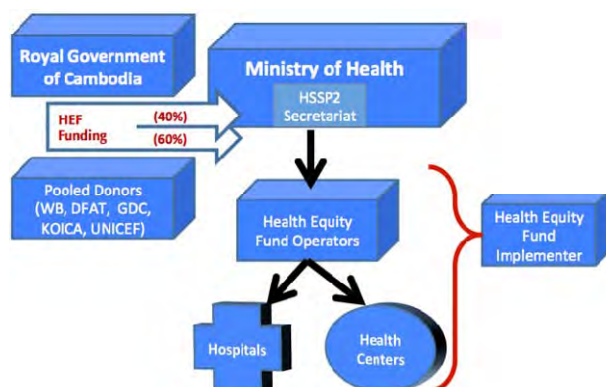 Royal Government
of Cambodia
Ministry of Health
HSSP2
Secretariat
HEF
Funding
(40%)
(60%)
Pooled Donors
(WB, DFAT, GDC,
KOICA, UNICEF)
Health Equity
Fund Operators
Health Equity
Fund
Implementer
Hospitals
Health
Centers